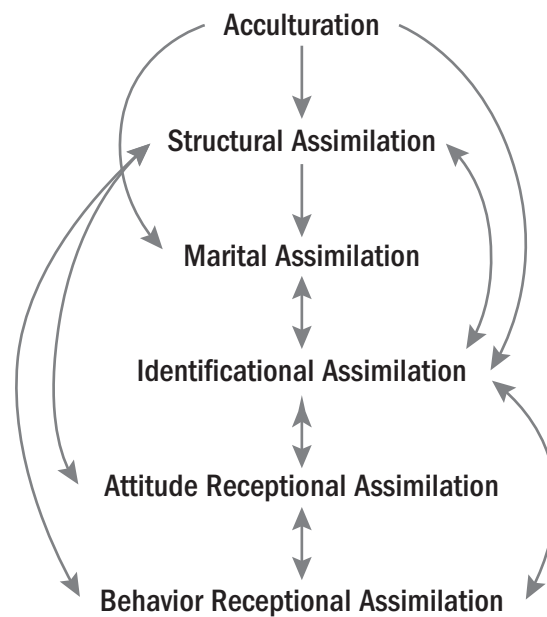 Acculturation
Structural Assimilation
Marital Assimilation
Identificational Assimilation
Attitude Receptional Assimilation
Behavior Receptional Assimilation